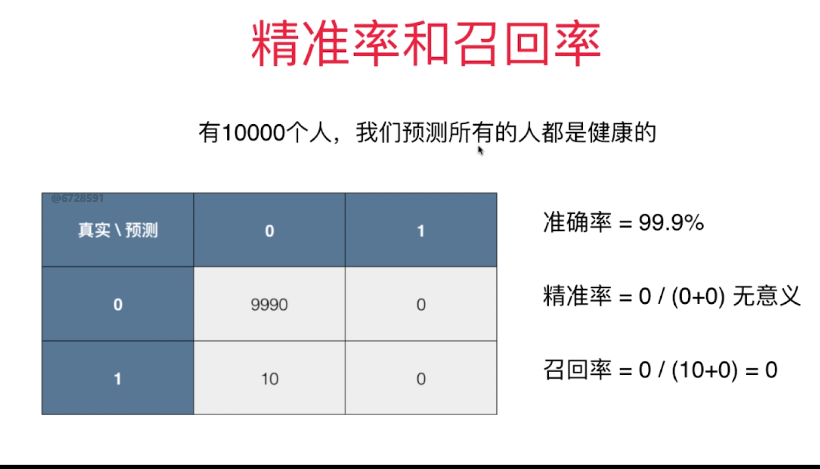 精准率和召回率
有10000个人，我们预测所有的人都是健康的
@6728591
真实 \ 预测 0 1
0 9990 0
1 10 0
准确率 = 99.9%
精准率 = 0 / (0+0) 无意义
召回率 = 0 / (10+0) = 0